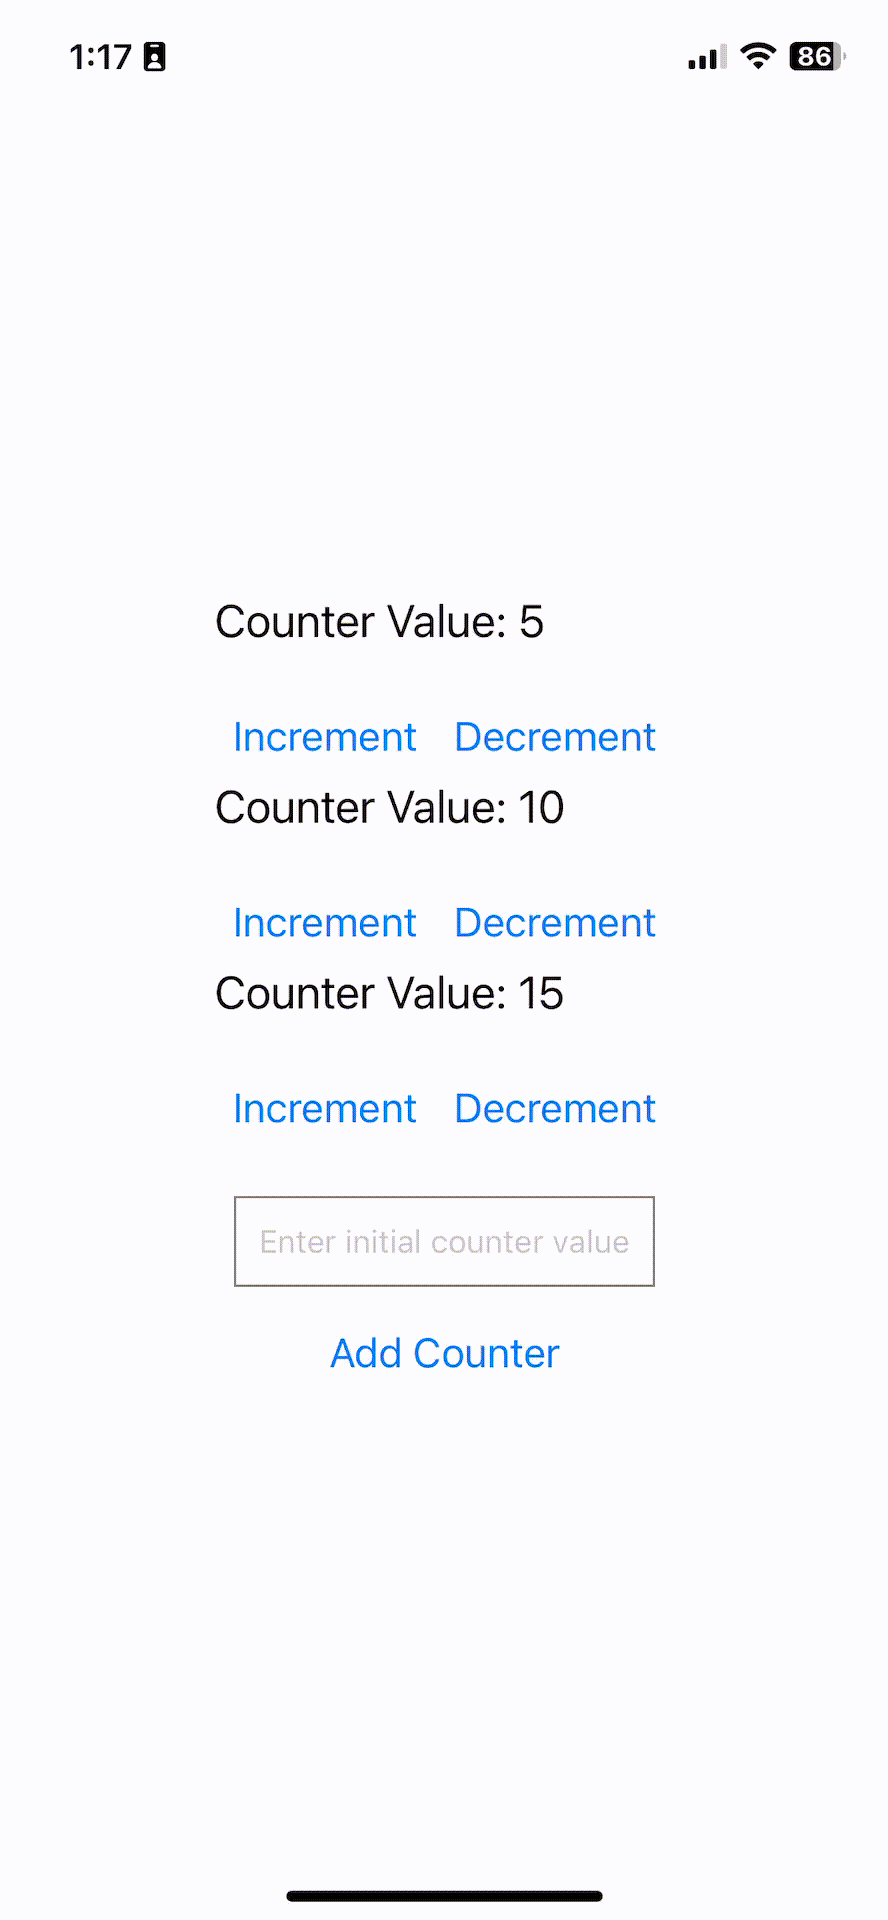 1:17 86
Counter Value: 5
Increment Decrement
Counter Value: 10
Increment Decrement
Counter Value: 15
Increment Decrement
Enter initial counter value
Add Counter